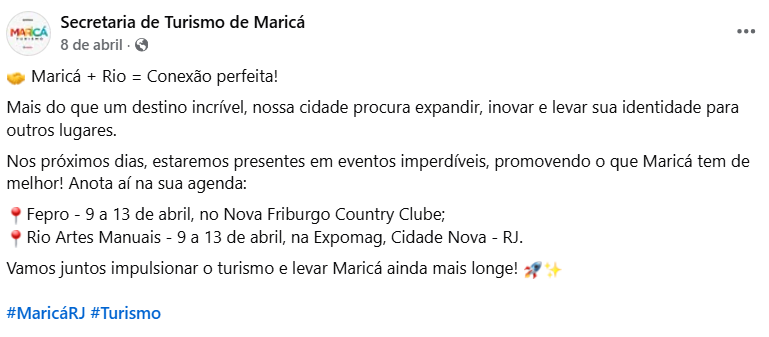 MARICÁ
TURISMO
Secretaria de Turismo de Maricá
8 de abril ·
🤝 Maricá + Rio = Conexão perfeita!
Mais do que um destino incrível, nossa cidade procura expandir, inovar e levar sua identidade para
outros lugares.
Nos próximos dias, estaremos presentes em eventos imperdíveis, promovendo o que Maricá tem de
melhor! Anota aí na sua agenda:
📍Fepro - 9 a 13 de abril, no Nova Friburgo Country Clube;
📍Rio Artes Manuais - 9 a 13 de abril, na Expomag, Cidade Nova - RJ.
Vamos juntos impulsionar o turismo e levar Maricá ainda mais longe! 🚀✨
#MaricáRJ #Turismo